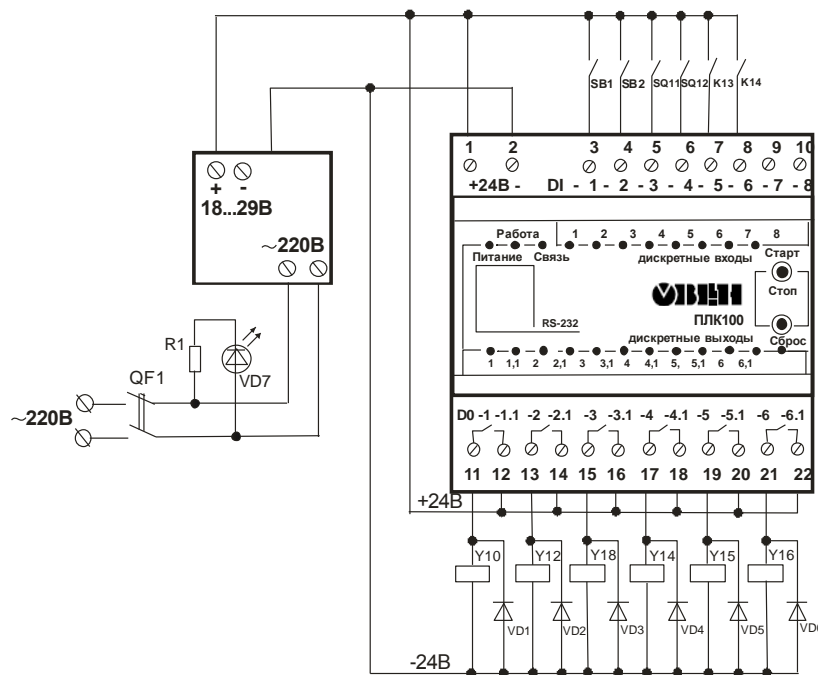 SB1 SB2 SQ11 SQ12 K13 K14
1 2 3 4 5 6 7 8 9 10
+24В - DI - 1 - 2 - 3 - 4 - 5 - 6 - 7 - 8
+ -
18...29В
~220В
Работа 1 2 3 4 5 6 7 8
Питание Связь дискретные входы Старт
Стоп
ОВЕН
ПЛК100
RS-232
дискретные выходы Сброс
1 1,1 2 2,1 3 3,1 4 4,1 5, 5,1 6 6,1
R1
VD7
QF1
~220В
D0 -1 -1.1 -2 -2.1 -3 -3.1 -4 -4.1 -5 -5.1 -6 -6.1
11 12 13 14 15 16 17 18 19 20 21 22
+24В
Y10 Y12 Y18 Y14 Y15 Y16
VD1 VD2 VD3 VD4 VD5
-24В